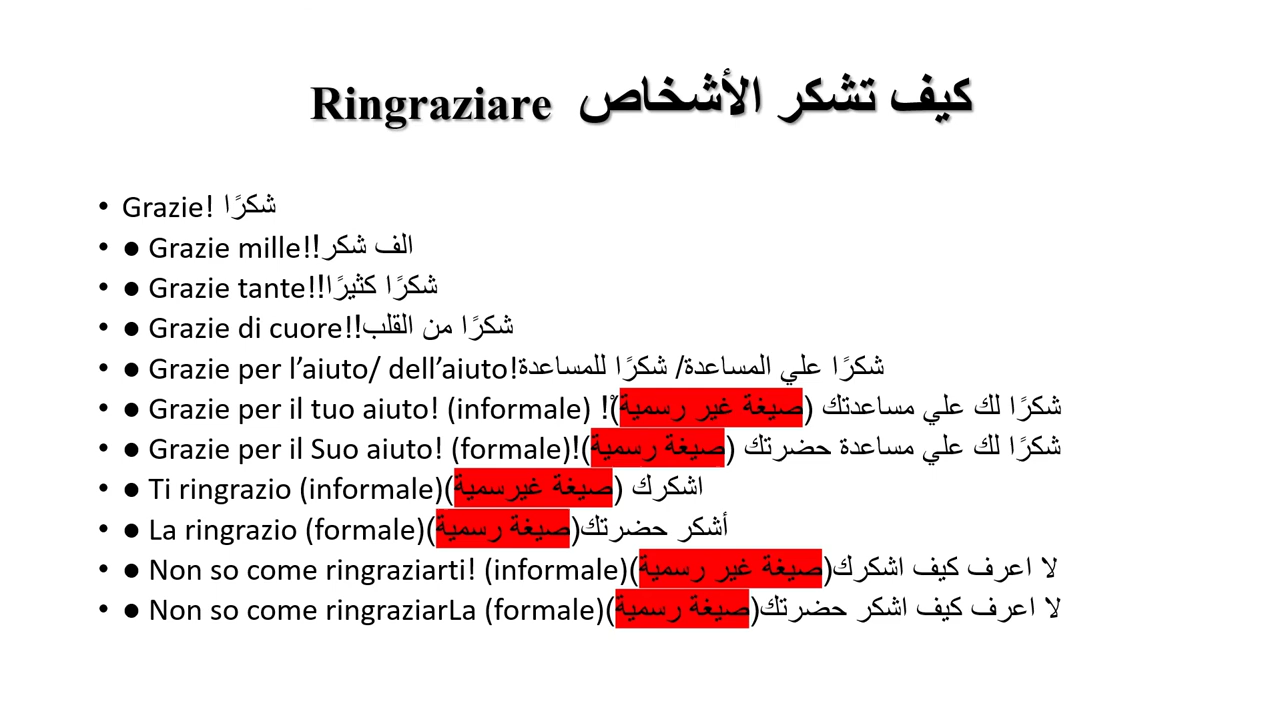 Ringraziare كيف تشكر الأشخاص
• Grazie! شكرًا
• ● Grazie mille!!الف شكر
• ● Grazie tante!!شكرًا كثيرًا
• ● Grazie di cuore!!شكرًا من القلب
• ● Grazie per l’aiuto/ dell’aiuto!شكرًا علي المساعدة/ شكرًا للمساعدة
• ● Grazie per il tuo aiuto! (informale) !شكرًا لك علي مساعدتك (صيغة غير رسمية)
• ● Grazie per il Suo aiuto! (formale)!شكرًا لك علي مساعدة حضرتك (صيغة رسمية)
• ● Ti ringrazio (informale)اشكرك (صيغة غيرسمية)
• ● La ringrazio (formale)أشكر حضرتك(صيغة رسمية)
• ● Non so come ringraziarti! (informale)لا اعرف كيف اشكرك(صيغة غير رسمية)
• ● Non so come ringraziarLa (formale)لا اعرف كيف اشكر حضرتك(صيغة رسمية)